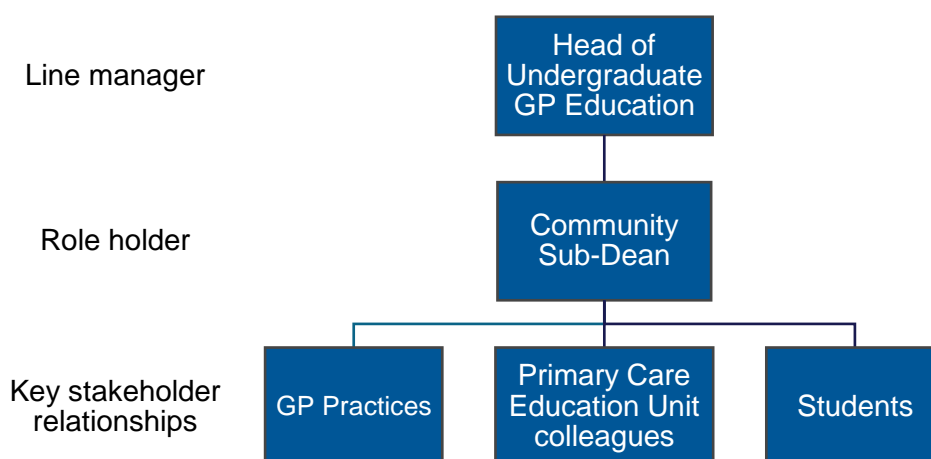 Line manager
Head of
Undergraduate
GP Education
Role holder
Community
Sub-Dean
Key stakeholder
relationships
GP Practices
Primary Care
Education Unit
colleagues
Students